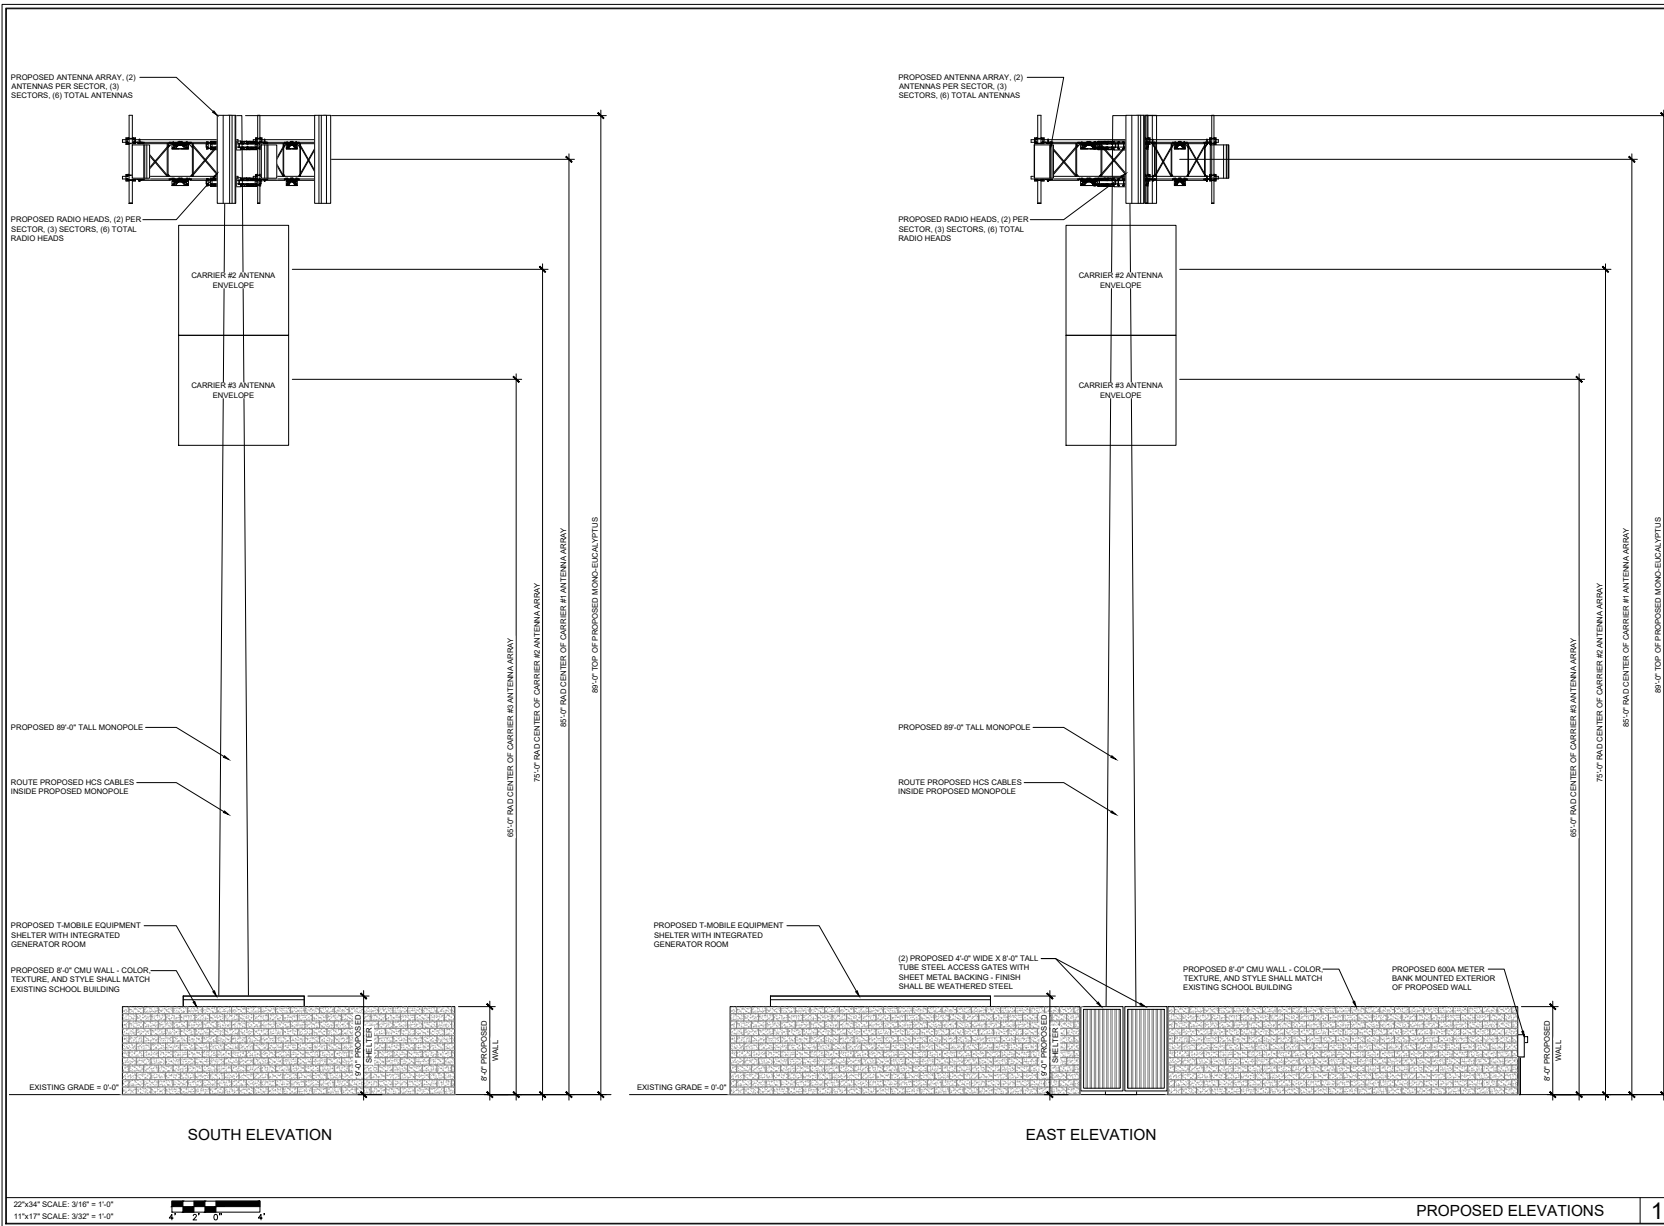 PROPOSED ANTENNA ARRAY, (2)
ANTENNAS PER SECTOR, (3)
SECTORS, (6) TOTAL ANTENNAS
PROPOSED RADIO HEADS, (2) PER
SECTOR, (3) SECTORS, (6) TOTAL
RADIO HEADS
CARRIER #2 ANTENNA
ENVELOPE
CARRIER #3 ANTENNA
ENVELOPE
PROPOSED 89'-0" TALL MONOPOLE
ROUTE PROPOSED HCS CABLES
INSIDE PROPOSED MONOPOLE
PROPOSED T-MOBILE EQUIPMENT
SHELTER WITH INTEGRATED
GENERATOR ROOM
PROPOSED 8'-0" CMU WALL - COLOR,
TEXTURE, AND STYLE SHALL MATCH
EXISTING SCHOOL BUILDING
EXISTING GRADE = 0'-0"
9'-0" PROPOSED
SHELTER
8'-0" PROPOSED
WALL
65'-0" RAD CENTER OF CARRIER #3 ANTENNA ARRAY
75'-0" RAD CENTER OF CARRIER #2 ANTENNA ARRAY
85'-0" RAD CENTER OF CARRIER #1 ANTENNA ARRAY
89'-0" TOP OF PROPOSED MONO-EUCALYPTUS
SOUTH ELEVATION
PROPOSED ANTENNA ARRAY, (2)
ANTENNAS PER SECTOR, (3)
SECTORS, (6) TOTAL ANTENNAS
PROPOSED RADIO HEADS, (2) PER
SECTOR, (3) SECTORS, (6) TOTAL
RADIO HEADS
CARRIER #2 ANTENNA
ENVELOPE
CARRIER #3 ANTENNA
ENVELOPE
PROPOSED 89'-0" TALL MONOPOLE
ROUTE PROPOSED HCS CABLES
INSIDE PROPOSED MONOPOLE
PROPOSED T-MOBILE EQUIPMENT
SHELTER WITH INTEGRATED
GENERATOR ROOM
(2) PROPOSED 4'-0" WIDE X 8'-0" TALL
TUBE STEEL ACCESS GATES WITH
SHEET METAL BACKING - FINISH
SHALL BE WEATHERED STEEL
PROPOSED 8'-0" CMU WALL - COLOR,
TEXTURE, AND STYLE SHALL MATCH
EXISTING SCHOOL BUILDING
PROPOSED 600A METER
BANK MOUNTED EXTERIOR
OF PROPOSED WALL
EXISTING GRADE = 0'-0"
9'-0" PROPOSED
SHELTER
8'-0" PROPOSED
WALL
65'-0" RAD CENTER OF CARRIER #3 ANTENNA ARRAY
75'-0" RAD CENTER OF CARRIER #2 ANTENNA ARRAY
85'-0" RAD CENTER OF CARRIER #1 ANTENNA ARRAY
89'-0" TOP OF PROPOSED MONO-EUCALYPTUS
EAST ELEVATION
22"x34" SCALE: 3/16" = 1'-0"
11"x17" SCALE: 3/32" = 1'-0"
4' 2' 0" 4'
PROPOSED ELEVATIONS 1